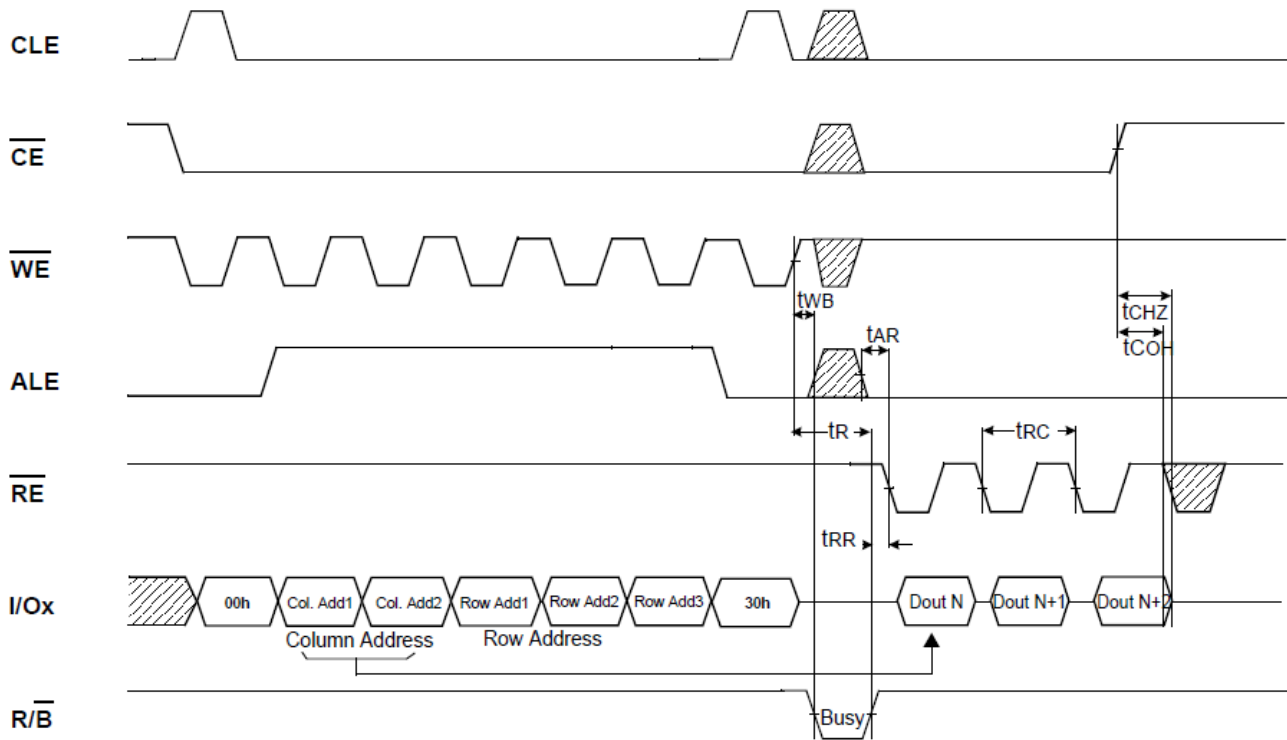 CLE
CE
WE
tWB
tCHZ
tAR
tCOH
ALE
tR
tRC
RE
tRR
I/Ox
00h
Col. Add1
Col. Add2
Row Add1
Row Add2
Row Add3
30h
Dout N
Dout N+1
Dout N+2
Column Address
Row Address
R/B
Busy